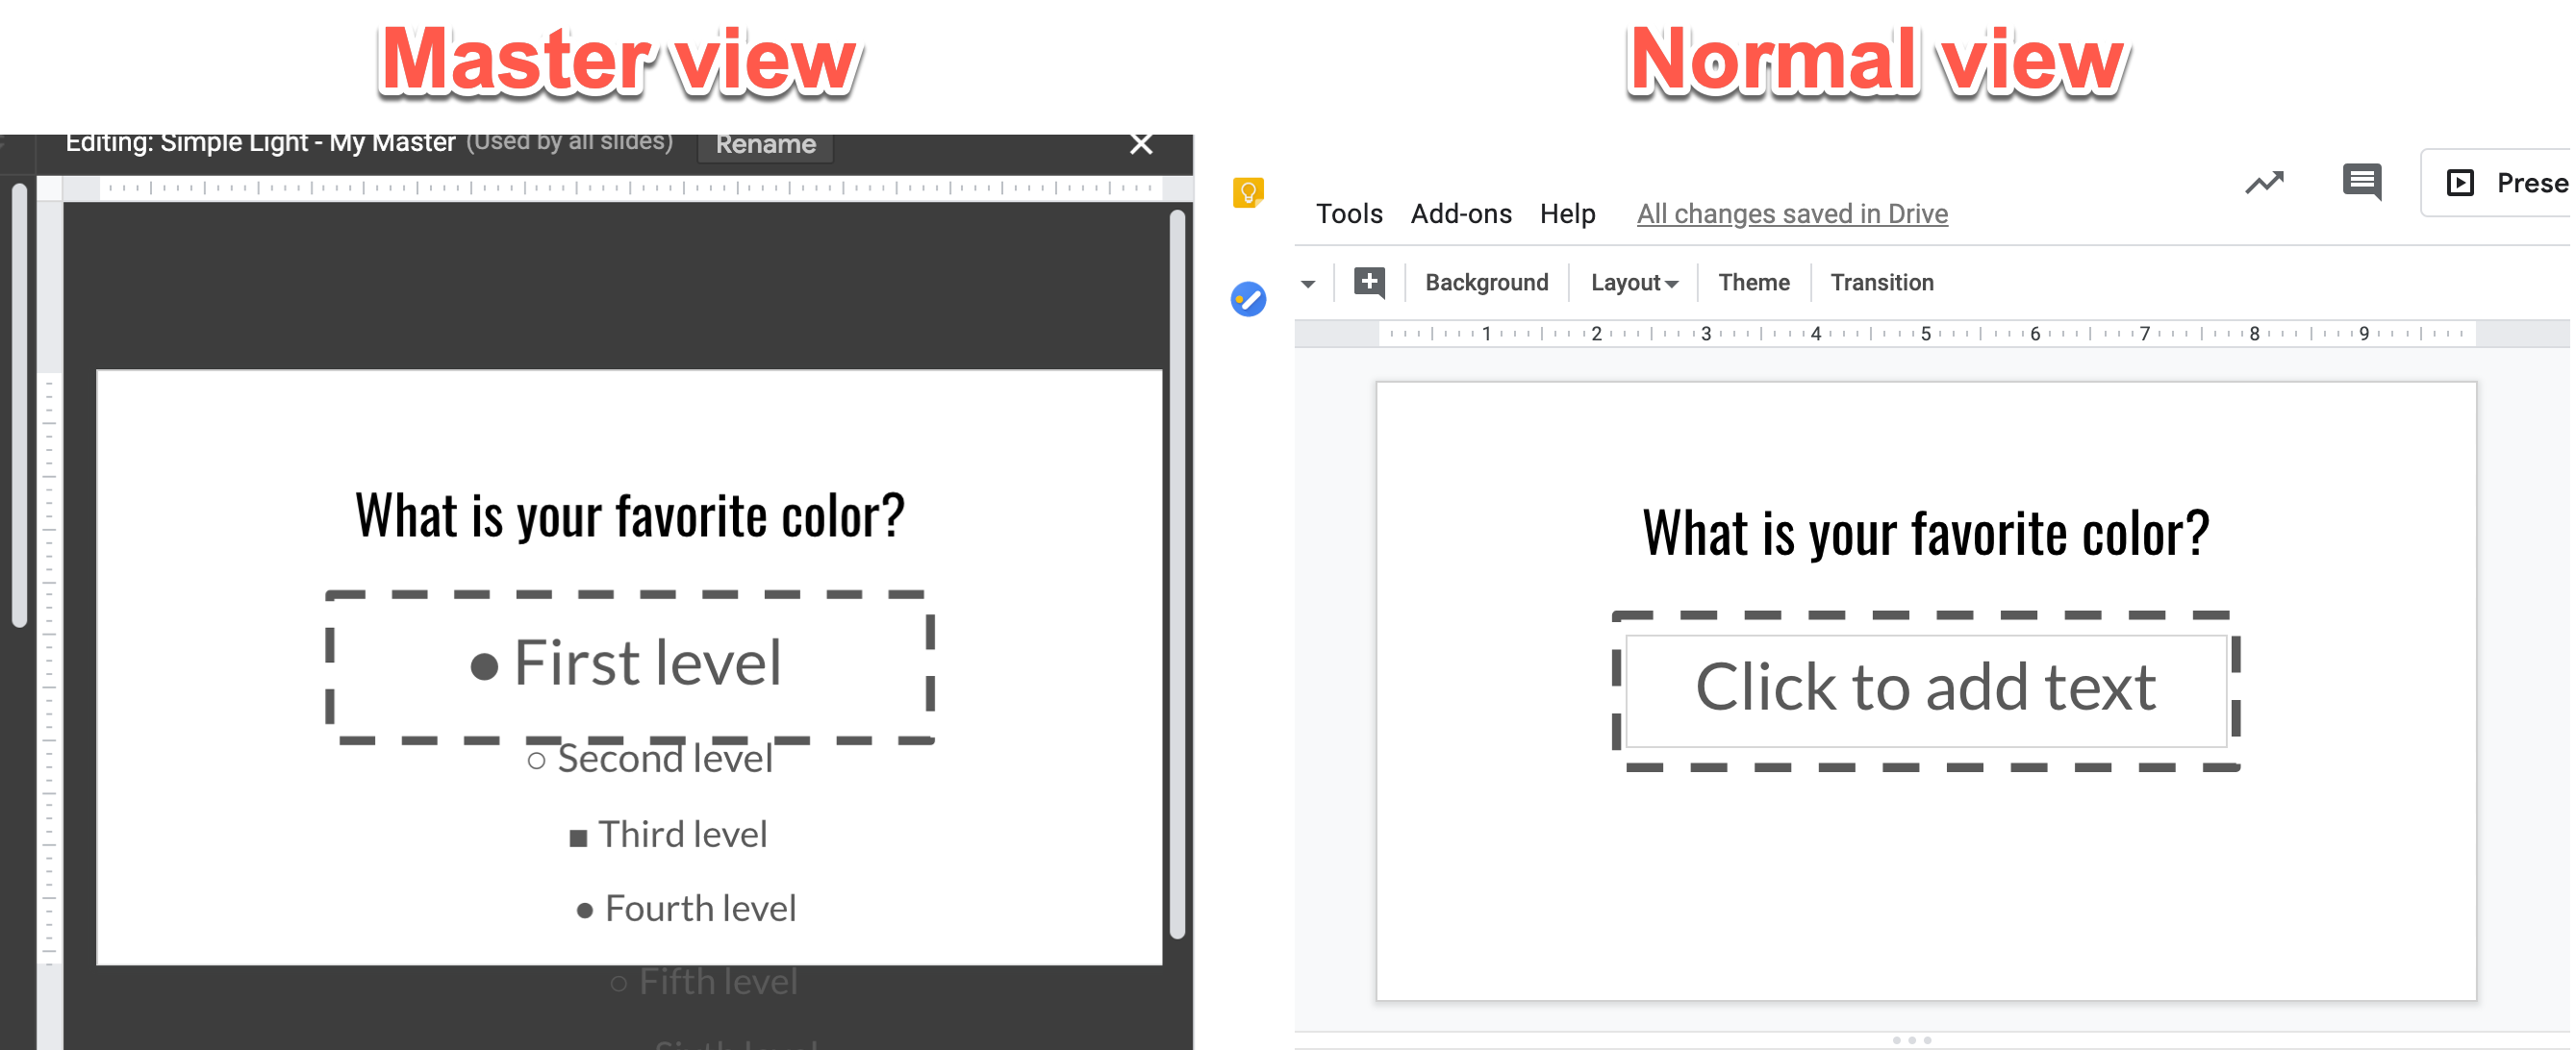 Master view
Normal view
Editing: Simple Light - My Master (Used by all slides) Rename
What is your favorite color?
● First level
○ Second level
■ Third level
● Fourth level
○ Fifth level
Sixth level
Prese
Tools Add-ons Help All changes saved in Drive
Background Layout Theme Transition
1 2 3 4 5 6 7 8 9
What is your favorite color?
Click to add text